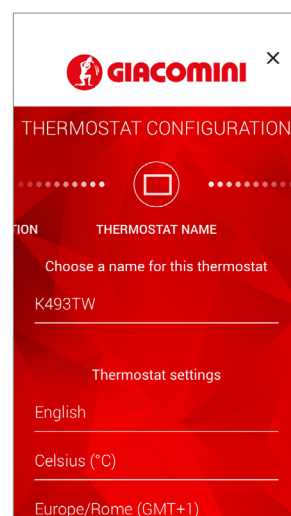 GIACOMINI
THERMOSTAT CONFIGURATION
TION THERMOSTAT NAME
Choose a name for this thermostat
K493TW
Thermostat settings
English
Celsius (°C)
Europe/Rome (GMT+1)